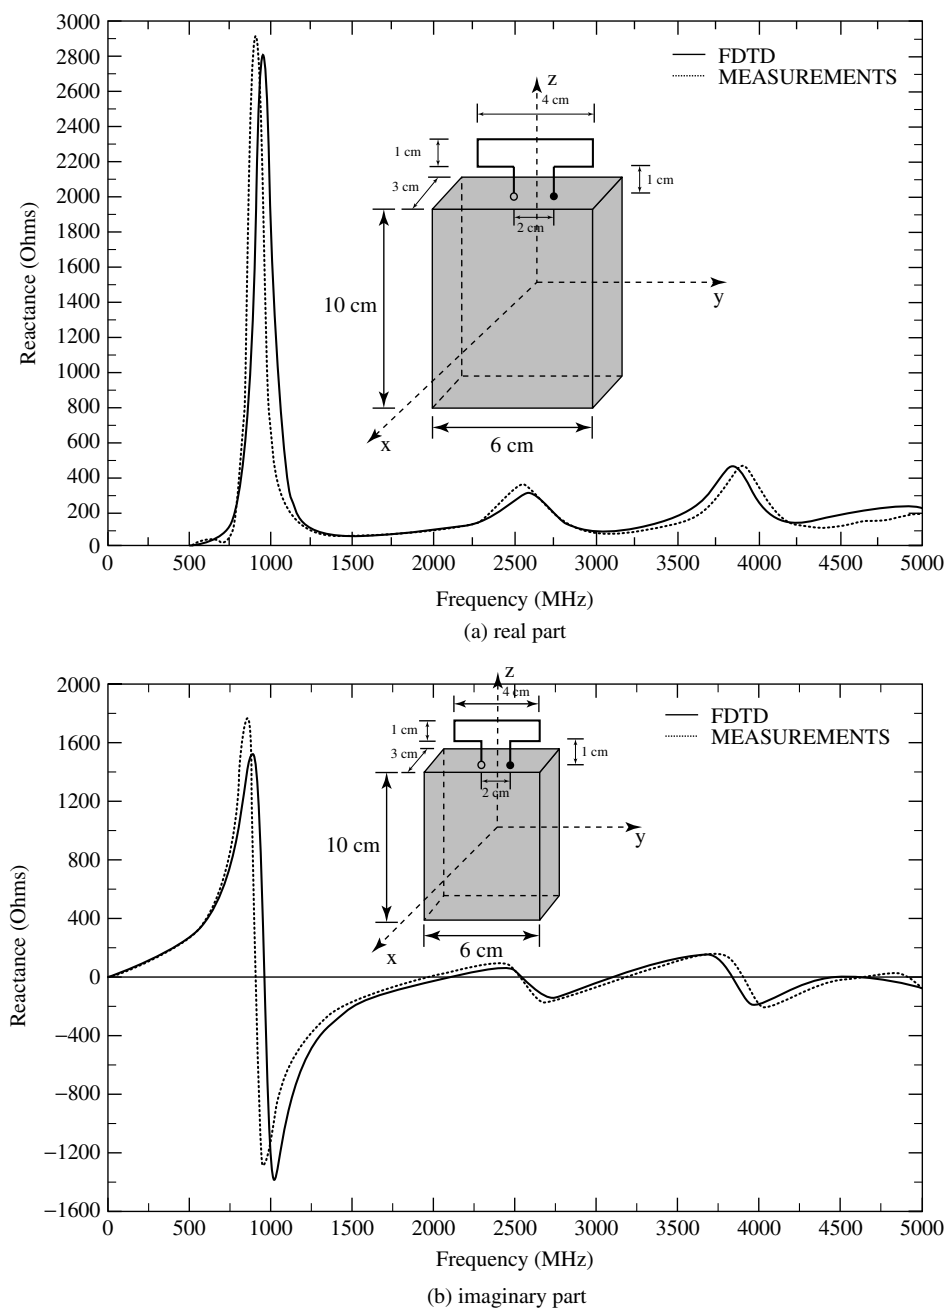 3000
2800
2600
2400
2200
2000
1800
1600
1400
1200
1000
800
600
400
200
0
Reactance (Ohms)
FDTD
MEASUREMENTS
z
4 cm
1 cm
3 cm
1 cm
2 cm
10 cm
y
x
6 cm
0 500 1000 1500 2000 2500 3000 3500 4000 4500 5000
Frequency (MHz)
(a) real part
2000
1600
1200
800
400
0
−400
−800
−1200
−1600
Reactance (Ohms)
FDTD
MEASUREMENTS
z
4 cm
1 cm
3 cm
1 cm
2 cm
10 cm
y
x
6 cm
0 500 1000 1500 2000 2500 3000 3500 4000 4500 5000
Frequency (MHz)
(b) imaginary part